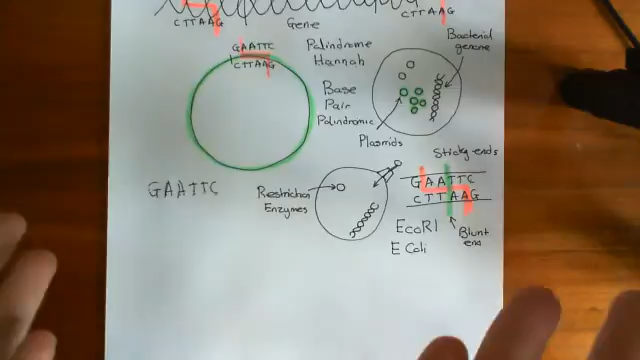 CTTAAG
Gene
CTTAAG
GAATTC
CTTAAG
Palindrome
Hannah
Base
Pair
Palindromic
Bacterial
genome
Plasmids
GAATTC
Restriction
Enzymes
Sticky ends
GAATTC
CTTAAG
EcoRI
E Coli
Blunt
end